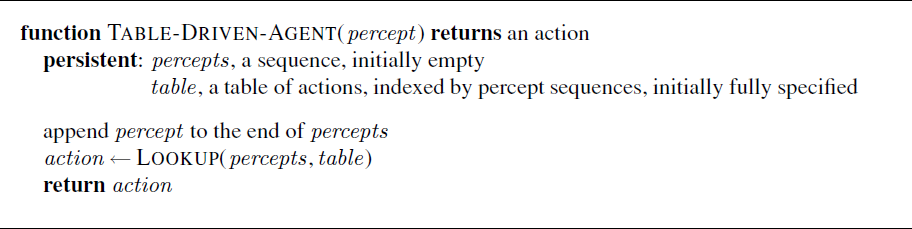 function TABLE-DRIVEN-AGENT(percept) returns an action
persistent: percepts, a sequence, initially empty
table, a table of actions, indexed by percept sequences, initially fully specified
append percept to the end of percepts
action ← LOOKUP(percepts, table)
return action